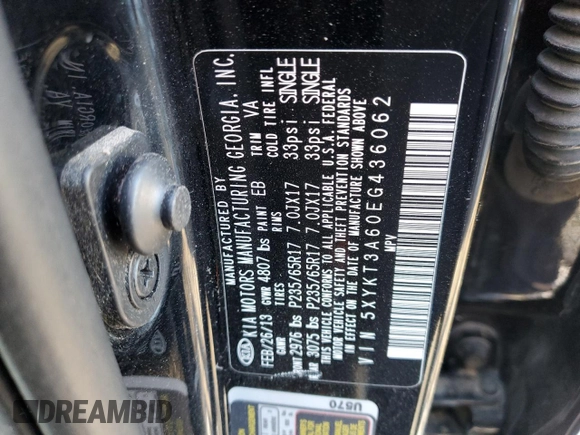 MANUFACTURED BY
KIA MOTORS MANUFACTURING GEORGIA, INC.
FEB/26/13 GVWR 4807 lbs PAINT EB TRIM VA
GAWR TIRES RIMS COLD TIRE INFL
2976 lbs P235/65R17 7.0JX17 33psi SINGLE
3075 lbs P235/65R17 7.0JX17 33psi SINGLE
THIS VEHICLE CONFORMS TO ALL APPLICABLE U.S.A. FEDERAL
MOTOR VEHICLE SAFETY AND THEFT PREVENTION STANDARDS
IN EFFECT ON THE DATE OF MANUFACTURE SHOWN ABOVE
VIN 5XYKT3A60EG436062
MPV
U570
DREAMBID